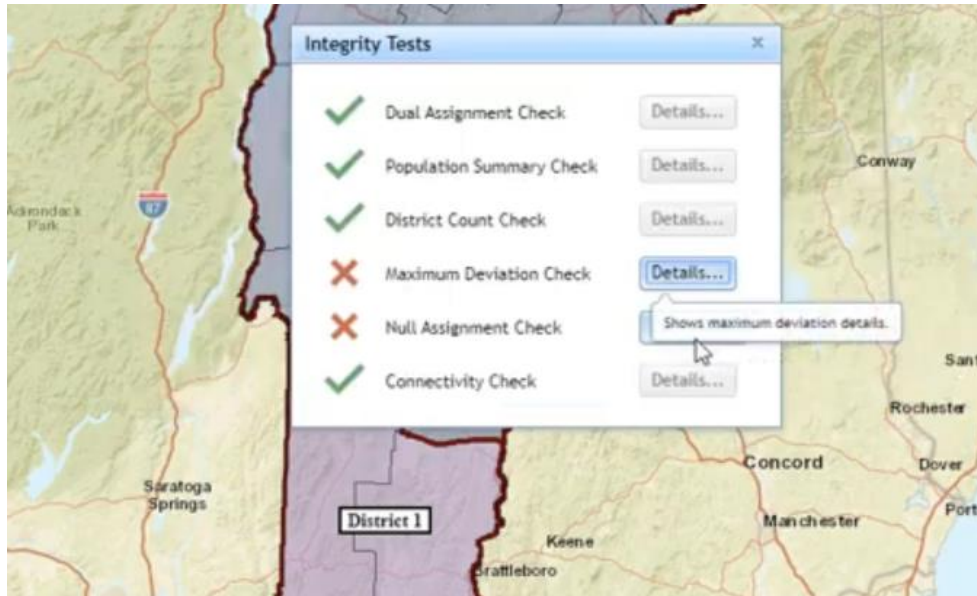 Integrity Tests
Dual Assignment Check
Details...
Population Summary Check
Details...
Conway
Adirondack
Park
87
District Count Check
Details...
Maximum Deviation Check
Details...
Shows maximum deviation details.
Null Assignment Check
Connectivity Check
Details...
Rochester
Concord
Dover
Saratoga
Springs
District 1
Manchester
Keene
Brattleboro